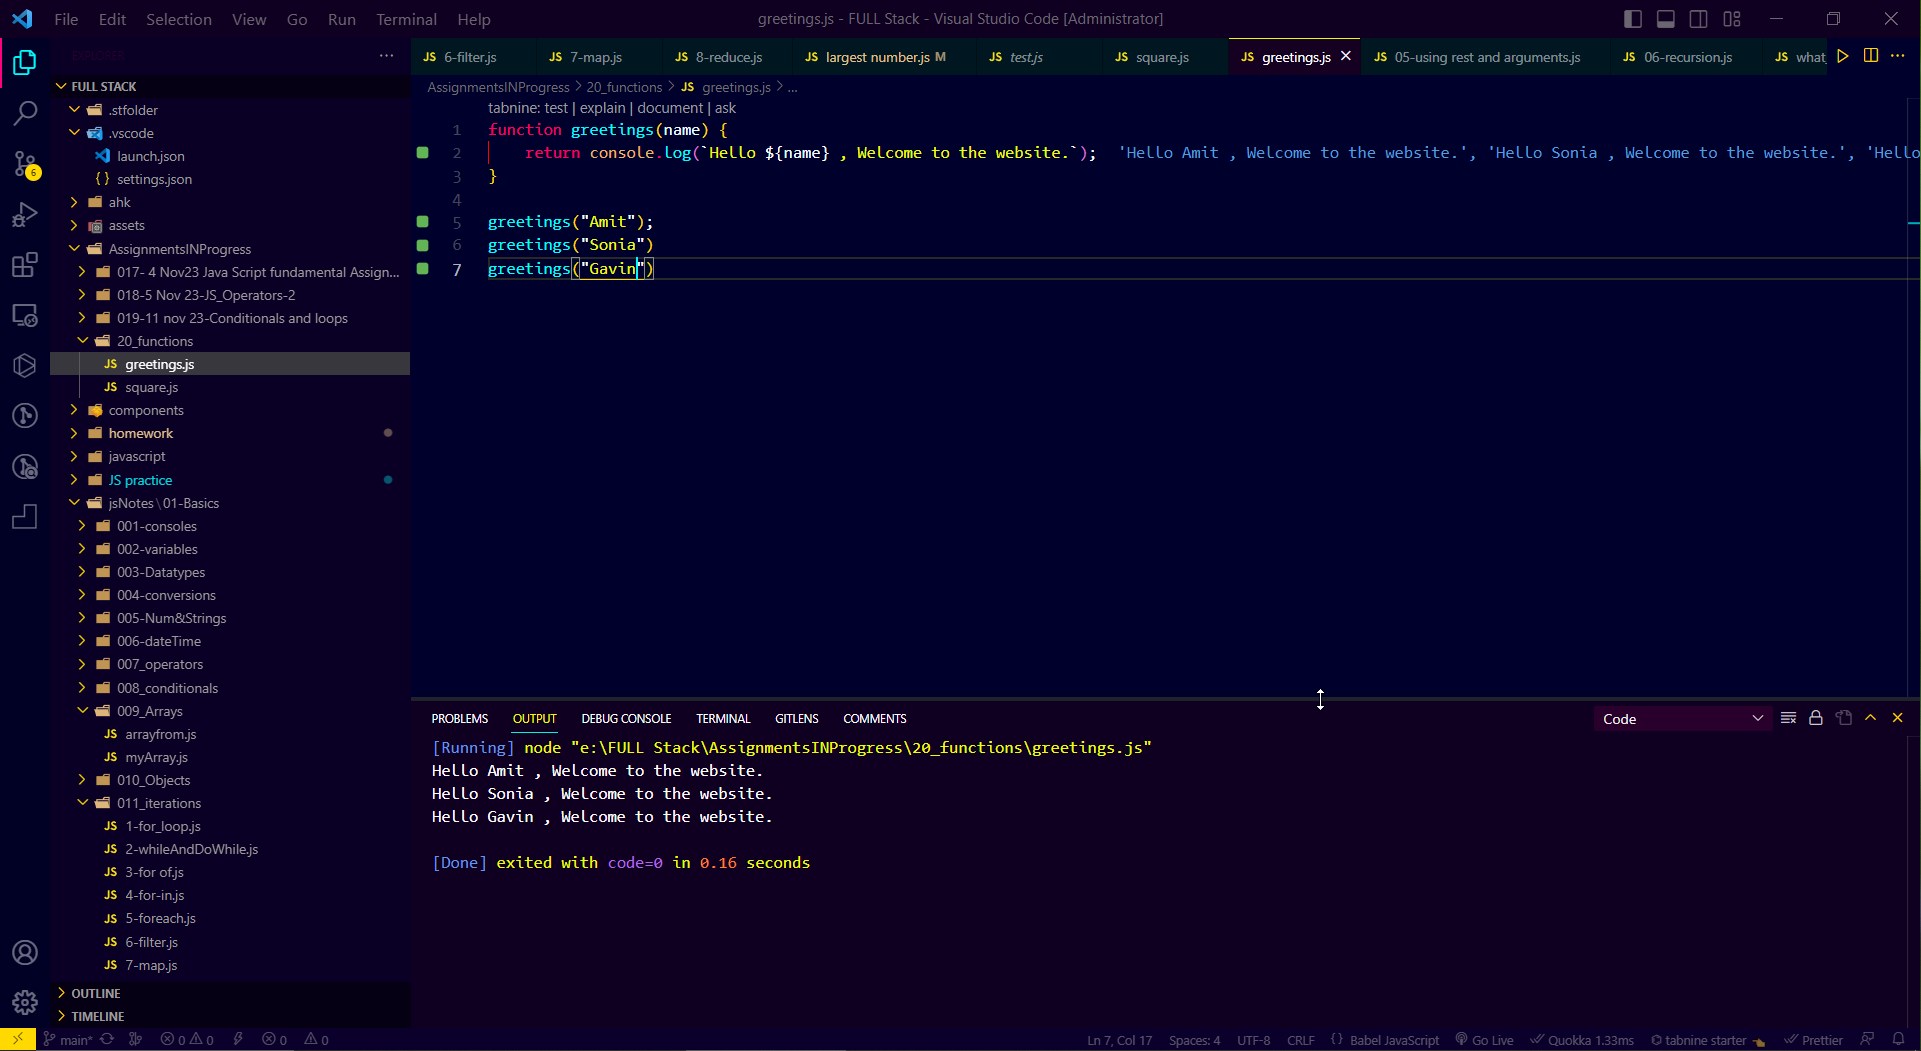 File Edit Selection View Go Run Terminal Help
greetings.js - FULL Stack - Visual Studio Code [Administrator]
EXPLORER
FULL STACK
.stfolder
.vscode
launch.json
settings.json
ahk
assets
AssignmentsINProgress
017- 4 Nov23 Java Script fundamental Assign...
018-5 Nov 23-JS_Operators-2
019-11 nov 23-Conditionals and loops
20_functions
JS greetings.js
JS square.js
components
homework
javascript
JS practice
jsNotes\01-Basics
001-consoles
002-variables
003-Datatypes
004-conversions
005-Num&Strings
006-dateTime
007_operators
008_conditionals
009_Arrays
JS arrayfrom.js
JS myArray.js
010_Objects
011_iterations
JS 1-for_loop.js
JS 2-whileAndDoWhile.js
JS 3-for of.js
JS 4-for-in.js
JS 5-foreach.js
JS 6-filter.js
JS 7-map.js
OUTLINE
TIMELINE
6
JS 6-filter.js JS 7-map.js JS 8-reduce.js JS largest number.js M JS test.js JS square.js JS greetings.js JS 05-using rest and arguments.js JS 06-recursion.js JS what
AssignmentsINProgress > 20_functions > JS greetings.js > ...
tabnine: test | explain | document | ask
1 function greetings(name) {
2 return console.log(`Hello ${name} , Welcome to the website.`); 'Hello Amit , Welcome to the website.', 'Hello Sonia , Welcome to the website.', 'Hello
3 }
4
5 greetings("Amit");
6 greetings("Sonia")
7 greetings("Gavin")
PROBLEMS OUTPUT DEBUG CONSOLE TERMINAL GITLENS COMMENTS
Code
[Running] node "e:\FULL Stack\AssignmentsINProgress\20_functions\greetings.js"
Hello Amit , Welcome to the website.
Hello Sonia , Welcome to the website.
Hello Gavin , Welcome to the website.
[Done] exited with code=0 in 0.16 seconds
main* 0 0 0 0 Ln 7, Col 17 Spaces: 4 UTF-8 CRLF {} Babel JavaScript Go Live Quokka 1.33ms tabnine starter Prettier